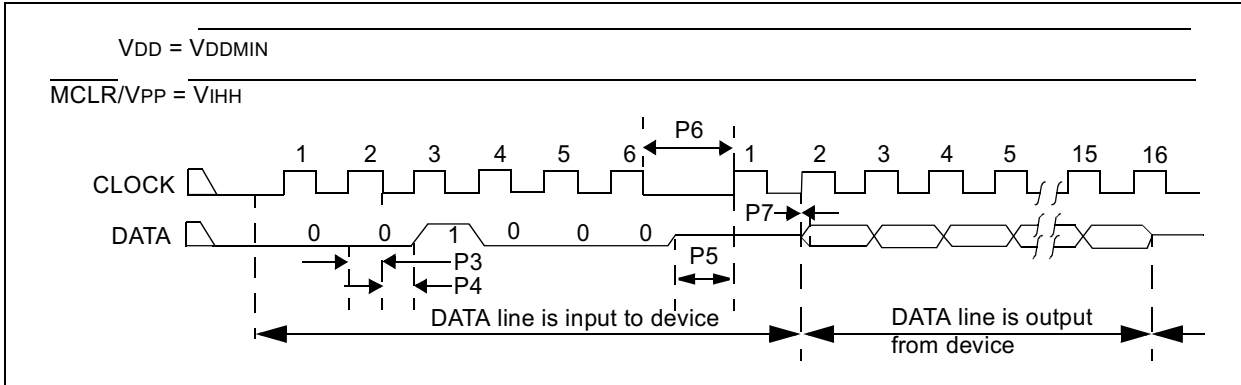 VDD = VDDMIN
MCLR/VPP = VIHH
P6
1 2 3 4 5 6 1 2 3 4 5 15 16
CLOCK
P7
DATA
0 0 1 0 0 0
P3
P5
P4
DATA line is input to device
DATA line is output
from device